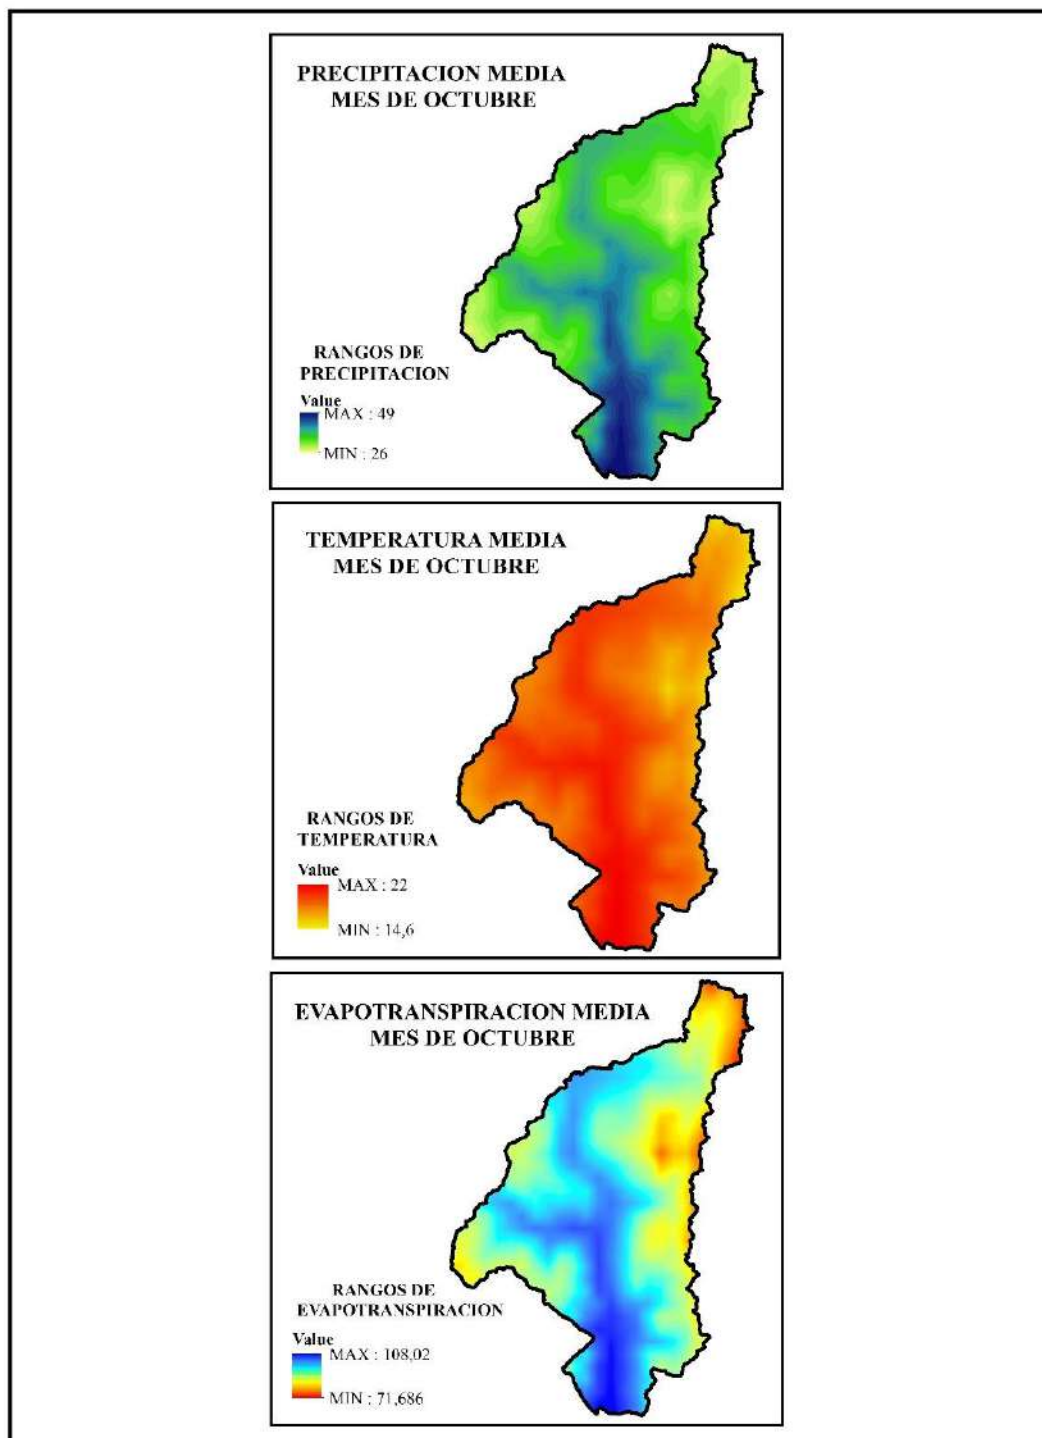 PRECIPITACION MEDIA
MES DE OCTUBRE
RANGOS DE
PRECIPITACION
Value
MAX : 49
MIN : 26
TEMPERATURA MEDIA
MES DE OCTUBRE
RANGOS DE
TEMPERATURA
Value
MAX : 22
MIN : 14,6
EVAPOTRANSPIRACION MEDIA
MES DE OCTUBRE
RANGOS DE
EVAPOTRANSPIRACION
Value
MAX : 108,02
MIN : 71,686